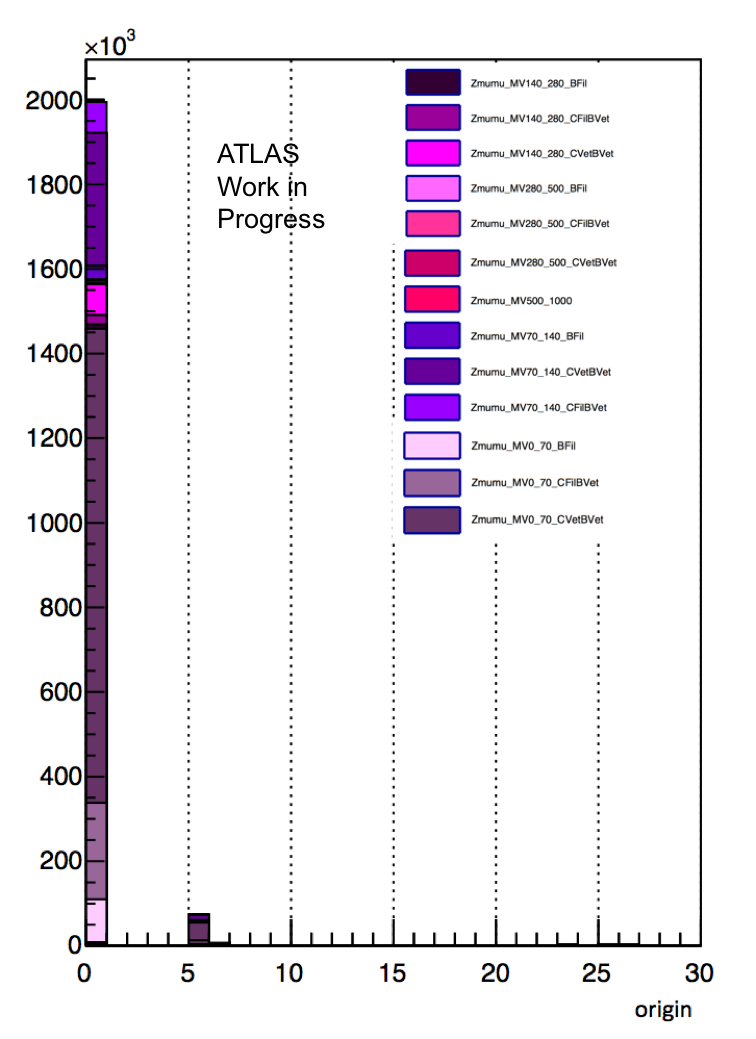 ×10³
2000
1800
1600
1400
1200
1000
800
600
400
200
0
ATLAS
Work in
Progress
Zmumu_MV140_280_BFil
Zmumu_MV140_280_CFilBVet
Zmumu_MV140_280_CVetBVet
Zmumu_MV280_500_BFil
Zmumu_MV280_500_CFilBVet
Zmumu_MV280_500_CVetBVet
Zmumu_MV500_1000
Zmumu_MV70_140_BFil
Zmumu_MV70_140_CVetBVet
Zmumu_MV70_140_CFilBVet
Zmumu_MV0_70_BFil
Zmumu_MV0_70_CFilBVet
Zmumu_MV0_70_CVetBVet
0 5 10 15 20 25 30
origin